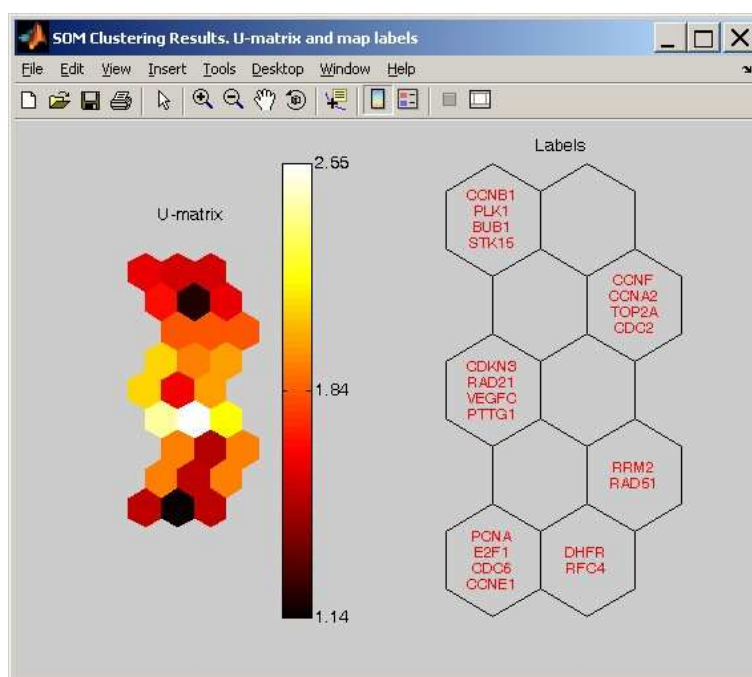 SOM Clustering Results. U-matrix and map labels
File Edit View Insert Tools Desktop Window Help
Labels
U-matrix
2.55
1.84
1.14
CCNB1
PLK1
BUB1
STK15
CCNF
CCNA2
TOP2A
CDC2
CDKN3
RAD21
VEGFC
PTTG1
RRM2
RAD51
PCNA
E2F1
CDC6
CCNE1
DHFR
RFC4